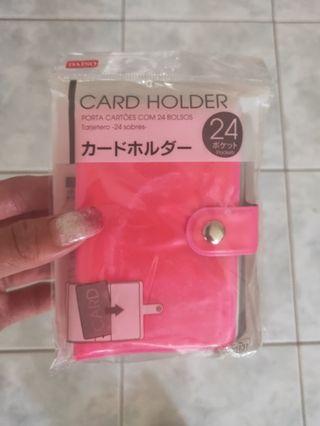 DAISO
CARD HOLDER
PORTA CARTÕES COM 24 BOLSOS
Tarjetero -24 sobres-
カードホルダー
24
ポケット
Pockets
CARD